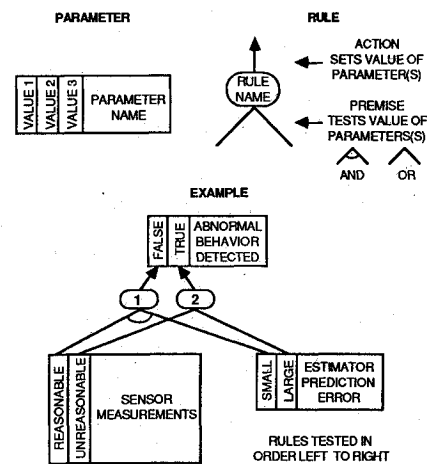 PARAMETER
RULE
VALUE 1
VALUE 2
VALUE 3
PARAMETER
NAME
RULE
NAME
ACTION
SETS VALUE OF
PARAMETER(S)
PREMISE
TESTS VALUE OF
PARAMETERS(S)
AND
OR
EXAMPLE
FALSE
TRUE
ABNORMAL
BEHAVIOR
DETECTED
1
2
REASONABLE
UNREASONABLE
SENSOR
MEASUREMENTS
SMALL
LARGE
ESTIMATOR
PREDICTION
ERROR
RULES TESTED IN
ORDER LEFT TO RIGHT